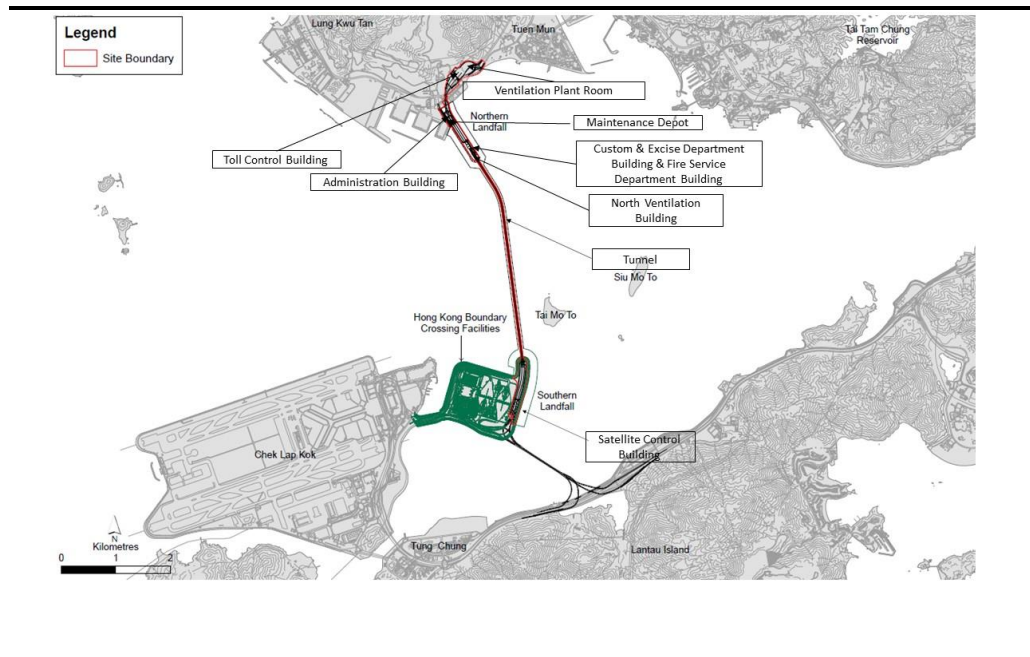 Legend
Site Boundary
Lung Kwu Tan
Tuen Mun
Tai Tam Chung
Reservoir
Ventilation Plant Room
Northern
Landfall
Maintenance Depot
Toll Control Building
Custom & Excise Department
Building & Fire Service
Department Building
Administration Building
North Ventilation
Building
Tunnel
Siu Mo To
Tai Mo To
Hong Kong Boundary
Crossing Facilities
Southern
Landfall
Satellite Control
Building
Chek Lap Kok
N
Kilometres
0 1 2
Tung Chung
Lantau Island